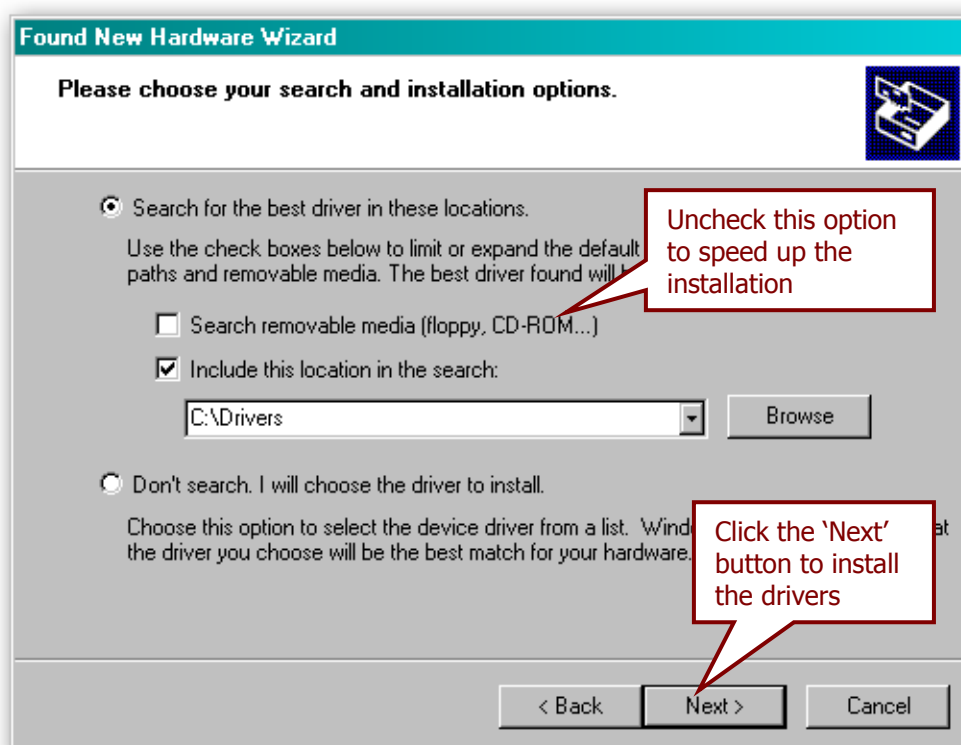 Found New Hardware Wizard
Please choose your search and installation options.
Search for the best driver in these locations.
Use the check boxes below to limit or expand the default
paths and removable media. The best driver found will
Uncheck this option
to speed up the
installation
Search removable media (floppy, CD-ROM...)
Include this location in the search:
C:\Drivers
Browse
Don't search. I will choose the driver to install.
Choose this option to select the device driver from a list. at
the driver you choose will be the best match for your hardware.
Click the ‘Next’
button to install
the drivers
< Back
Next >
Cancel